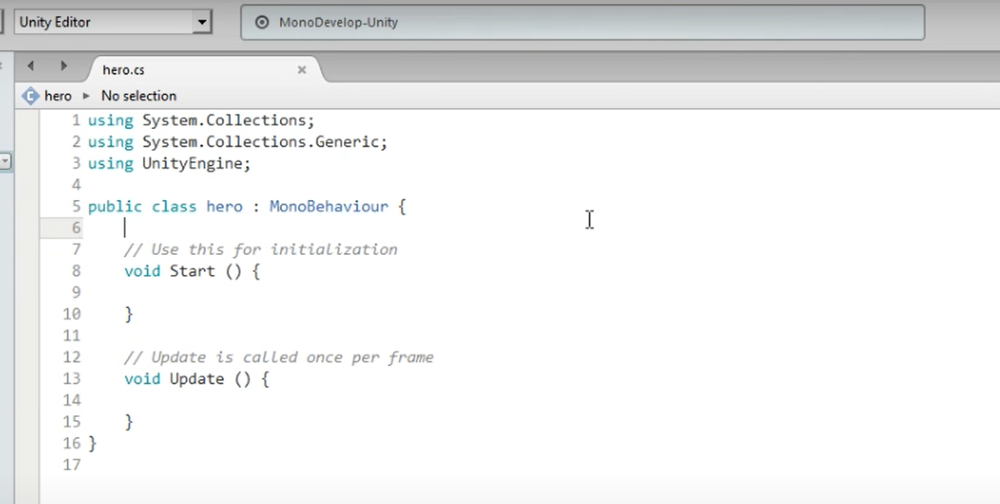 Unity Editor
MonoDevelop-Unity
hero.cs
hero No selection
1 using System.Collections;
2 using System.Collections.Generic;
3 using UnityEngine;
4
5 public class hero : MonoBehaviour {
6
7 // Use this for initialization
8 void Start () {
9
10 }
11
12 // Update is called once per frame
13 void Update () {
14
15 }
16 }
17